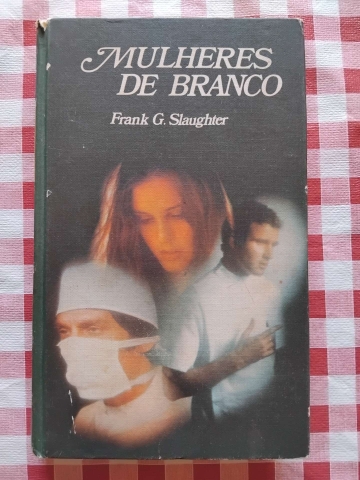 MULHERES
DE BRANCO
Frank G. Slaughter